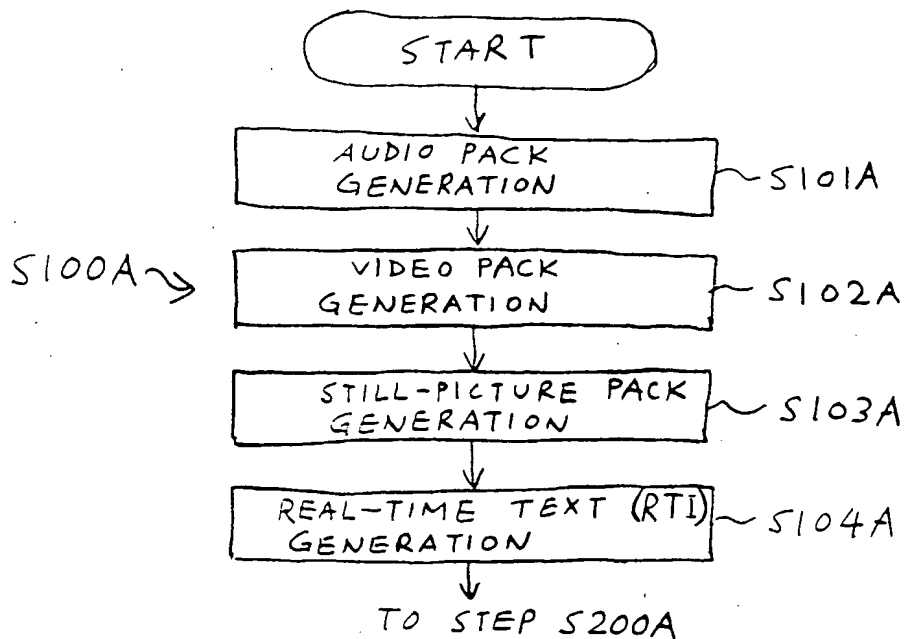 START
AUDIO PACK
GENERATION
S101A
S100A
VIDEO PACK
GENERATION
S102A
STILL-PICTURE PACK
GENERATION
S103A
REAL-TIME TEXT (RTI)
GENERATION
S104A
TO STEP S200A